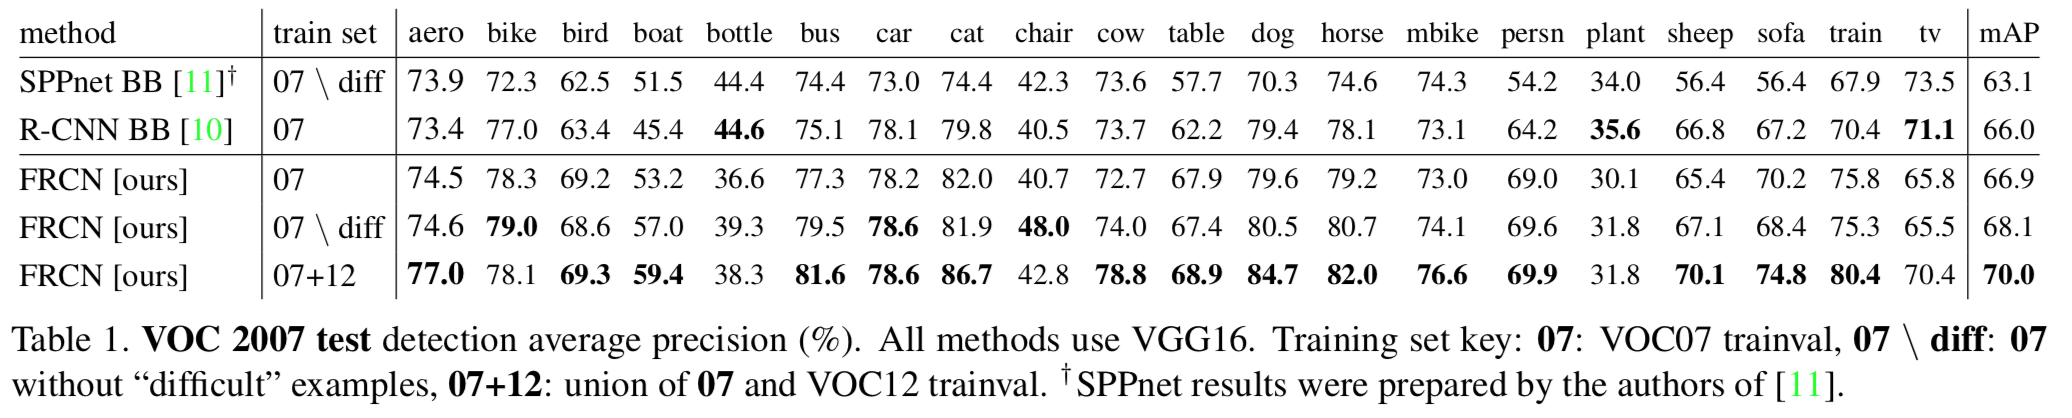 method train set aero bike bird boat bottle bus car cat chair cow table dog horse mbike persn plant sheep sofa train tv mAP
SPPnet BB [11]† 07 \ diff 73.9 72.3 62.5 51.5 44.4 74.4 73.0 74.4 42.3 73.6 57.7 70.3 74.6 74.3 54.2 34.0 56.4 56.4 67.9 73.5 63.1
R-CNN BB [10] 07 73.4 77.0 63.4 45.4 44.6 75.1 78.1 79.8 40.5 73.7 62.2 79.4 78.1 73.1 64.2 35.6 66.8 67.2 70.4 71.1 66.0
FRCN [ours] 07 74.5 78.3 69.2 53.2 36.6 77.3 78.2 82.0 40.7 72.7 67.9 79.6 79.2 73.0 69.0 30.1 65.4 70.2 75.8 65.8 66.9
FRCN [ours] 07 \ diff 74.6 79.0 68.6 57.0 39.3 79.5 78.6 81.9 48.0 74.0 67.4 80.5 80.7 74.1 69.6 31.8 67.1 68.4 75.3 65.5 68.1
FRCN [ours] 07+12 77.0 78.1 69.3 59.4 38.3 81.6 78.6 86.7 42.8 78.8 68.9 84.7 82.0 76.6 69.9 31.8 70.1 74.8 80.4 70.4 70.0
Table 1. VOC 2007 test detection average precision (%). All methods use VGG16. Training set key: 07: VOC07 trainval, 07 \ diff: 07
without “difficult” examples, 07+12: union of 07 and VOC12 trainval. †SPPnet results were prepared by the authors of [11].